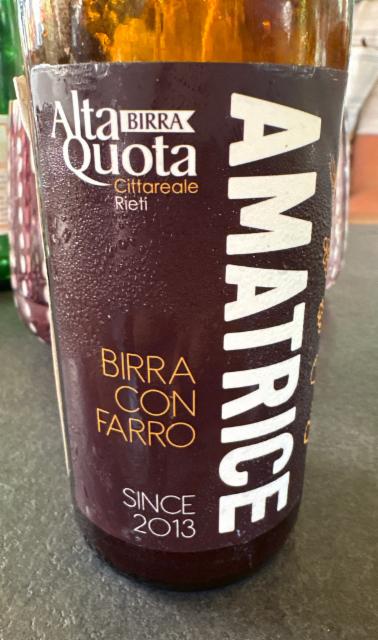 Alta BIRRA
Quota
Cittareale
Rieti
AMATRICE
BIRRA
CON
FARRO
SINCE
2013